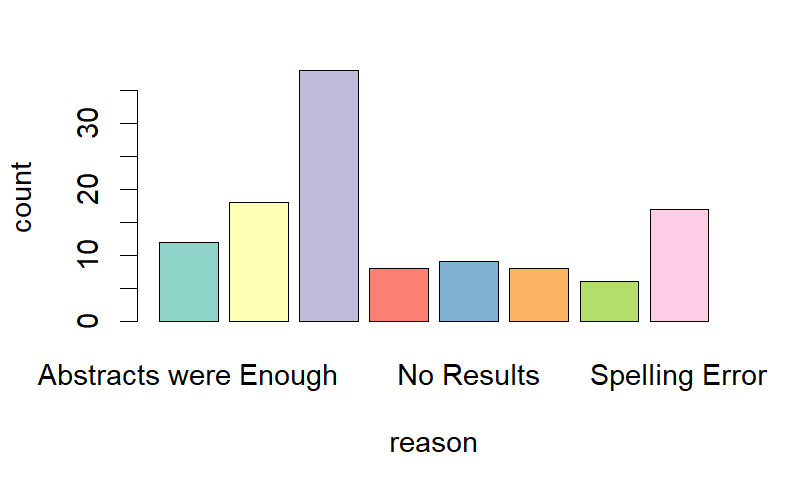 count
30
20
10
0
Abstracts were Enough
No Results
Spelling Error
reason